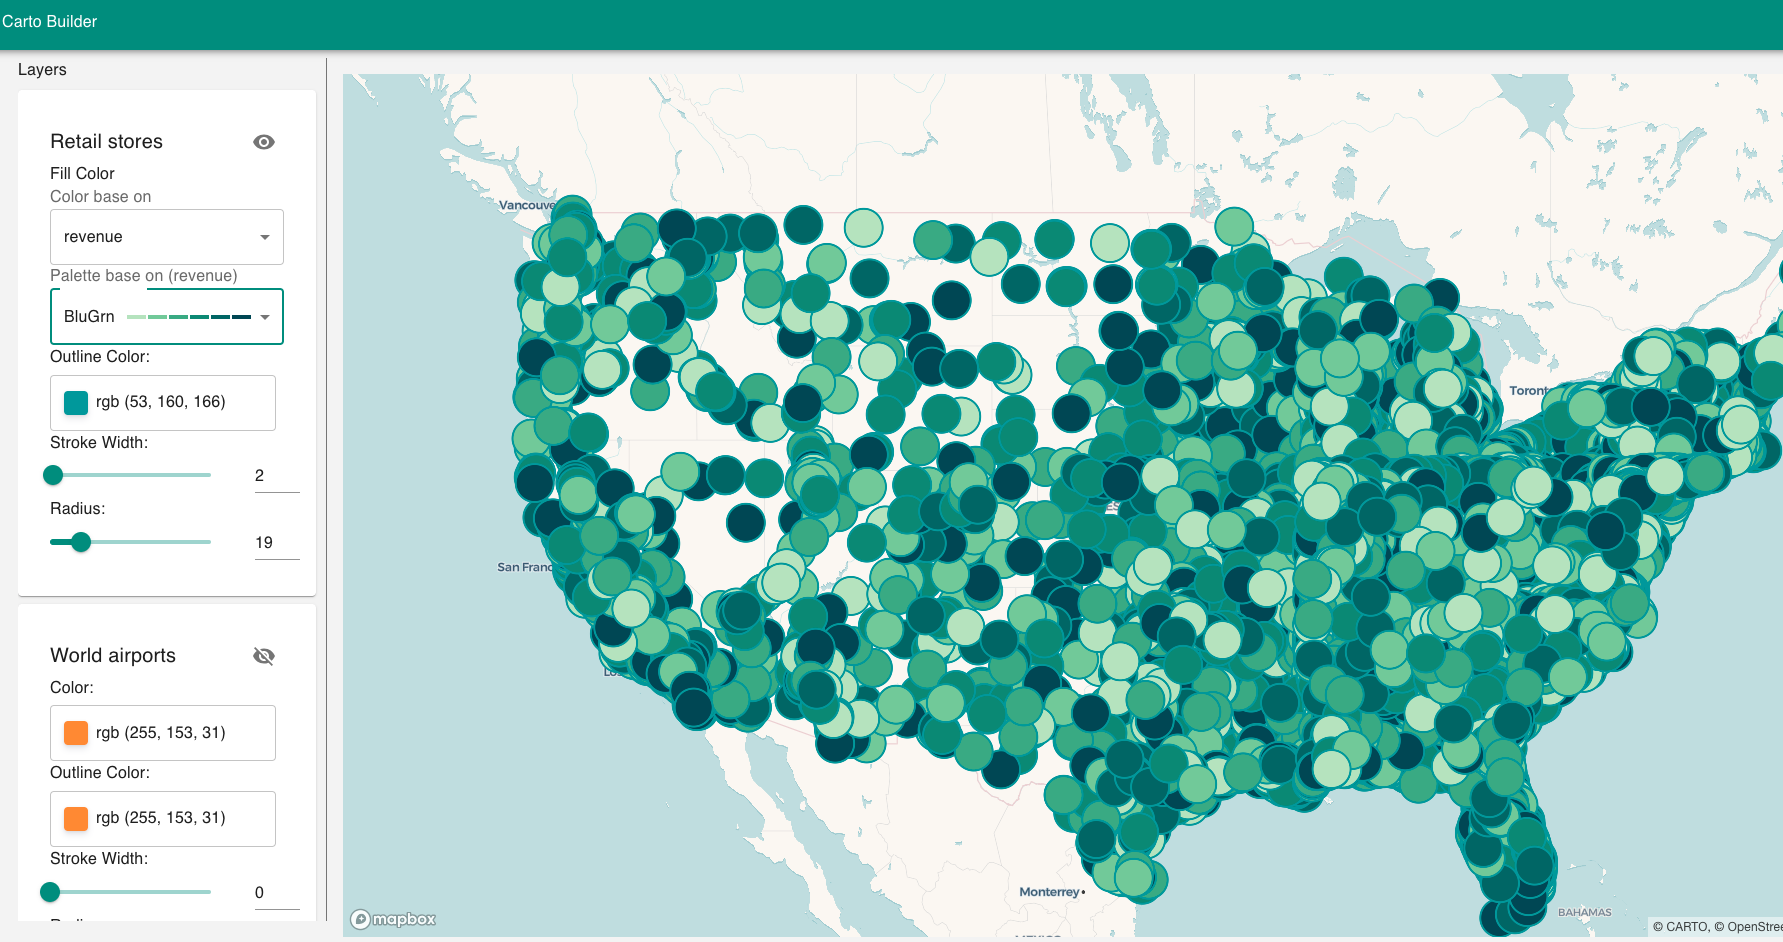 Carto Builder
Layers
Retail stores
Fill Color
Color base on
revenue
Palette base on (revenue)
BluGrn
Outline Color:
rgb (53, 160, 166)
Stroke Width:
2
Radius:
19
World airports
Color:
rgb (255, 153, 31)
Outline Color:
rgb (255, 153, 31)
Stroke Width:
0
Vancouve
Toront
San Franc
Monterrey
BAHAMAS
mapbox
© CARTO, © OpenStree